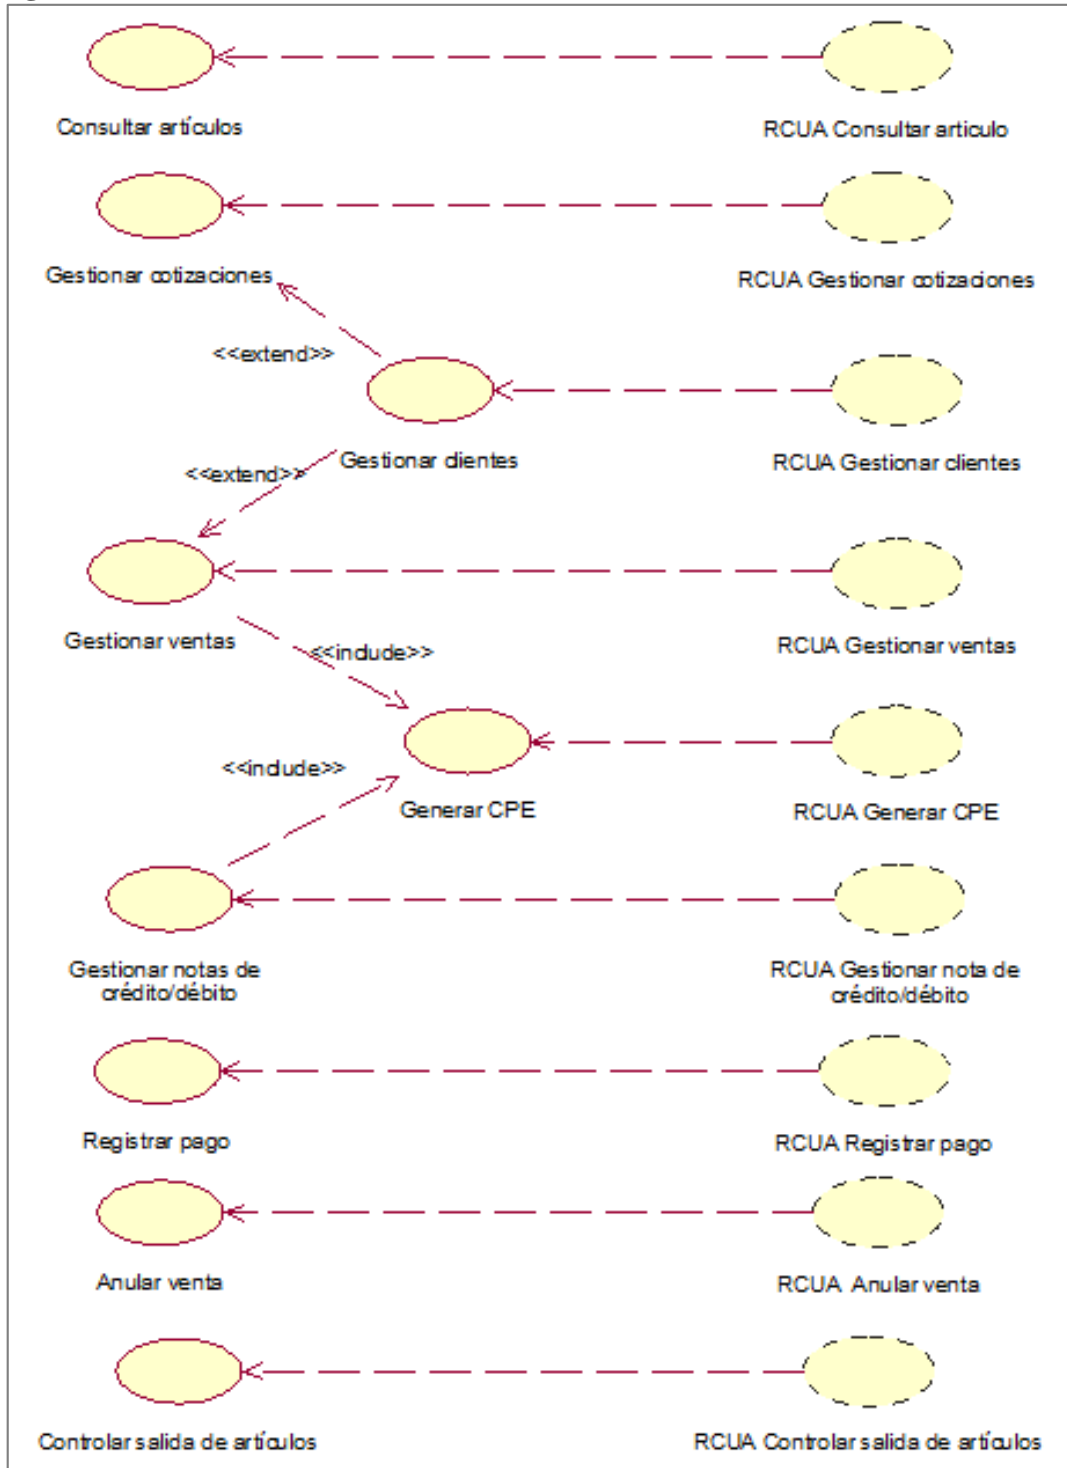 Consultar artículos
RCUA Consultar articulo
Gestionar cotizaciones
RCUA Gestionar cotizaciones
<<extend>>
Gestionar clientes
RCUA Gestionar clientes
<<extend>>
Gestionar ventas
RCUA Gestionar ventas
<<include>>
<<include>>
Generar CPE
RCUA Generar CPE
Gestionar notas de
crédito/débito
RCUA Gestionar nota de
crédito/débito
Registrar pago
RCUA Registrar pago
Anular venta
RCUA Anular venta
Controlar salida de artículos
RCUA Controlar salida de artículos